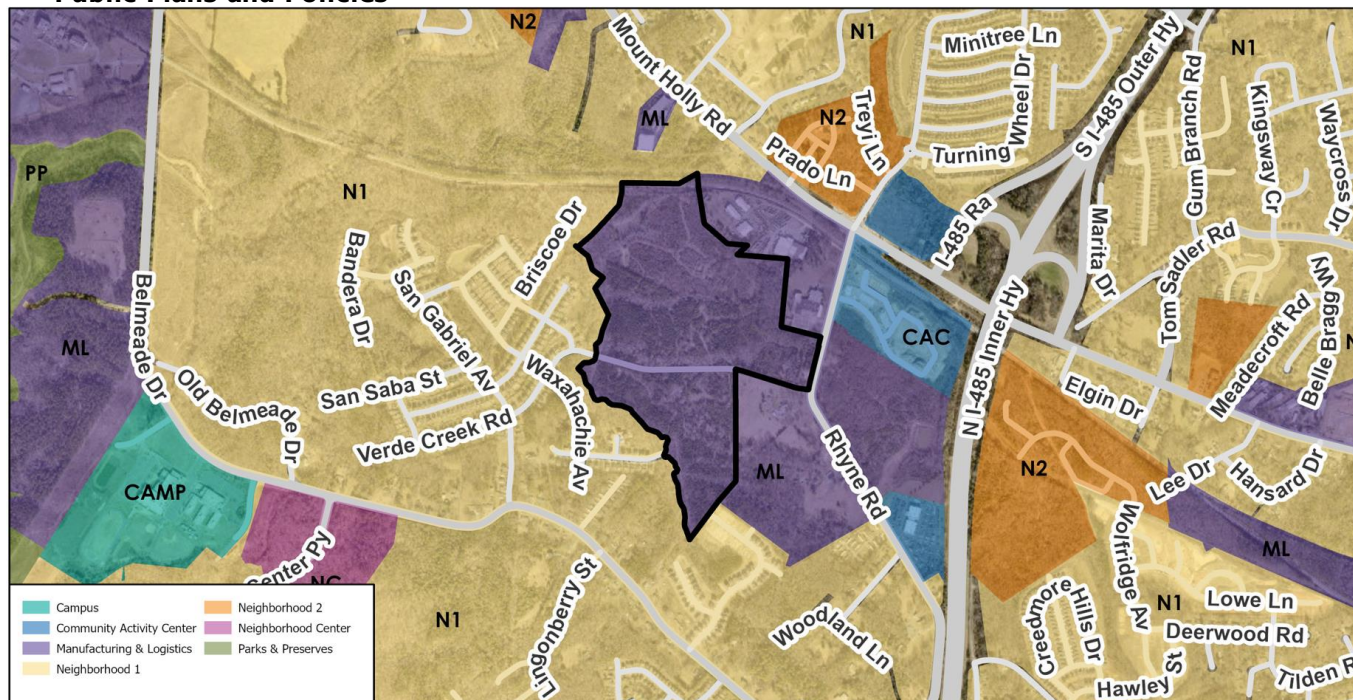 Public Plans and Policies
N2
Mount Holly Rd
N1
Minitree Ln
Turning Wheel Dr
S I-485 Outer Hy
Gum Branch Rd
N1
Kingsway Cr
Waycross Dr
ML
N2
Treyi Ln
Prado Ln
PP
N1
Briscoe Dr
I-485 Ra
Marita Dr
Tom Sadler Rd
Bandera Dr
San Gabriel Av
Belmeade Dr
ML
CAC
N I-485 Inner Hy
Meadecroft Rd
Belle Bragg Wy
Old Belmeade Dr
San Saba St
Waxahachie Av
Verde Creek Rd
Elgin Dr
Rhyne Rd
ML
N2
Lee Dr
Hansard Dr
CAMP
Wolfridge Av
ML
Center Py
NC
Lingonberry St
N1
Woodland Ln
Creepmore Hills Dr
N1
Lowe Ln
Deerwood Rd
Hawley St
Tilden R
Campus
Community Activity Center
Manufacturing & Logistics
Neighborhood 1
Neighborhood 2
Neighborhood Center
Parks & Preserves